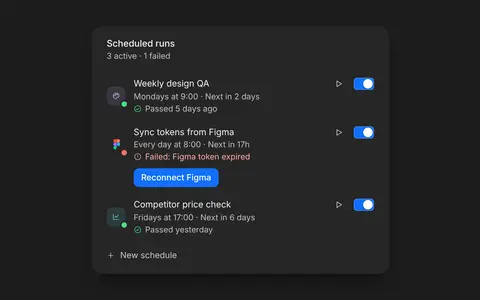 Scheduled runs
3 active · 1 failed
Weekly design QA
Mondays at 9:00 · Next in 2 days
Passed 5 days ago
Sync tokens from Figma
Every day at 8:00 · Next in 17h
Failed: Figma token expired
Reconnect Figma
Competitor price check
Fridays at 17:00 · Next in 6 days
Passed yesterday
+ New schedule